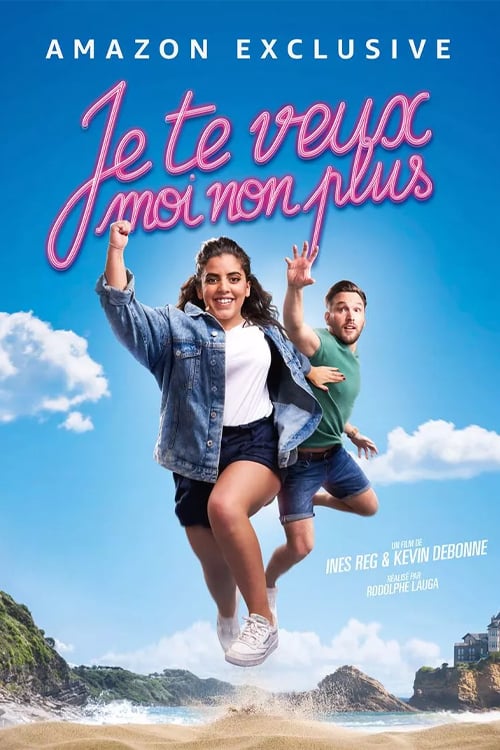 AMAZON EXCLUSIVE
Je te veux
moi non plus
UN FILM DE
INES REG & KEVIN DEBONNE
RÉALISÉ PAR
RODOLPHE LAUGA